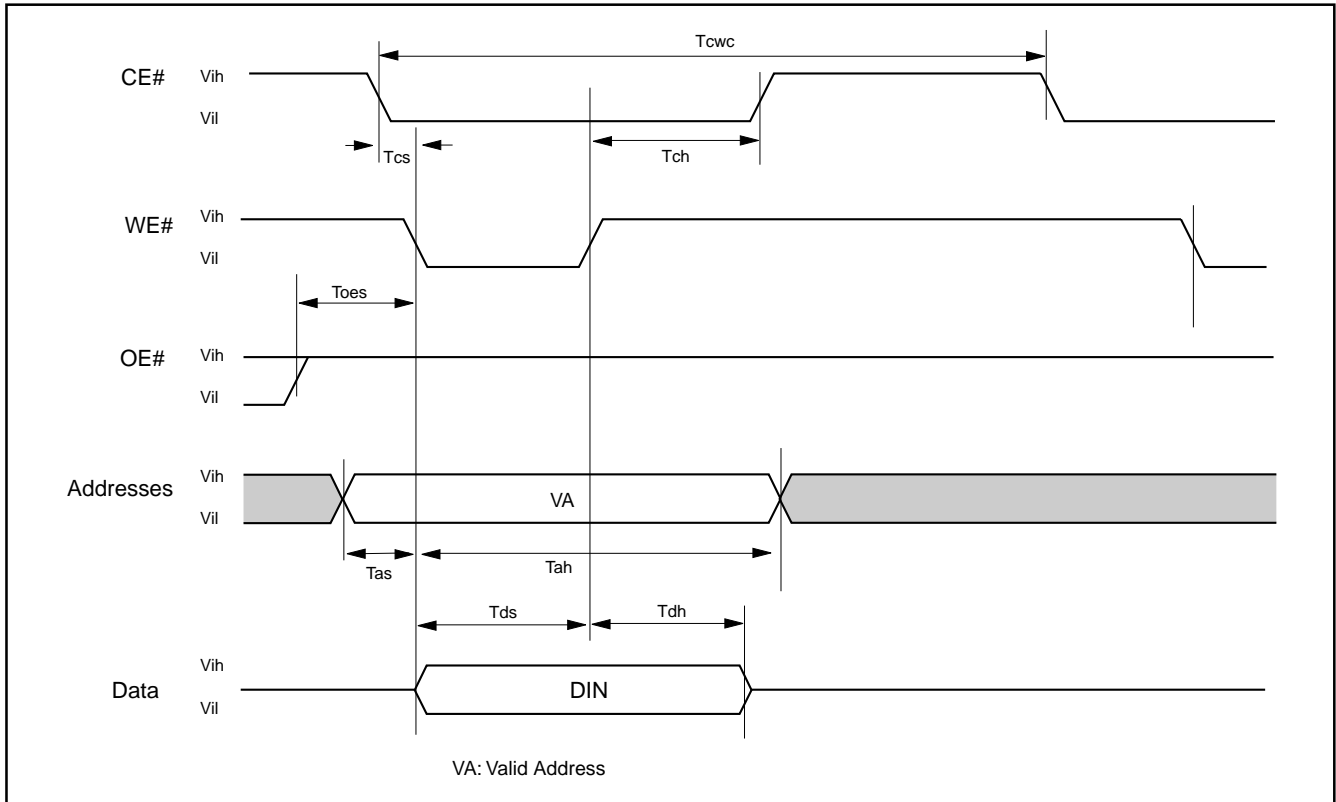 Tcwc
CE#
Vih
Vil
Tcs
Tch
WE#
Vih
Vil
Toes
OE#
Vih
Vil
Addresses
Vih
Vil
VA
Tas
Tah
Tds
Tdh
Data
Vih
Vil
DIN
VA: Valid Address